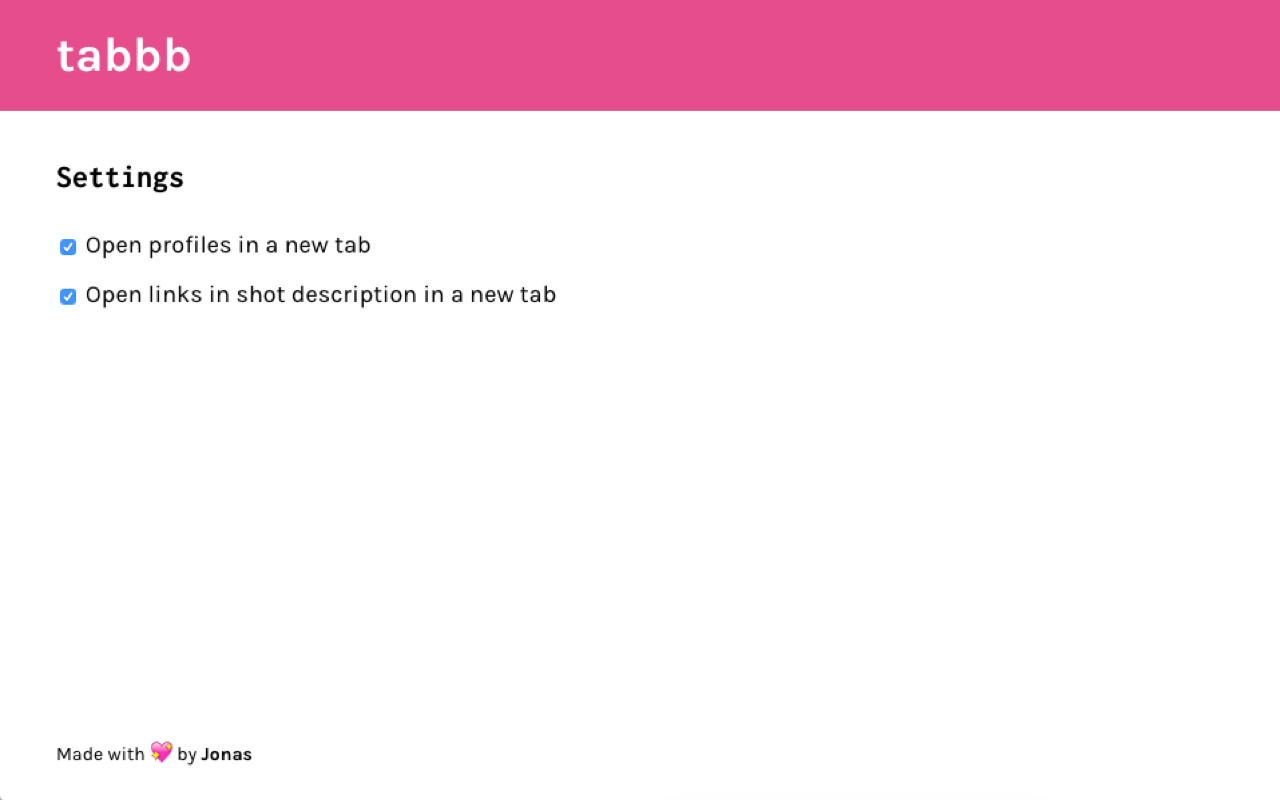 tabbb
Settings
Open profiles in a new tab
Open links in shot description in a new tab
Made with 💖 by Jonas